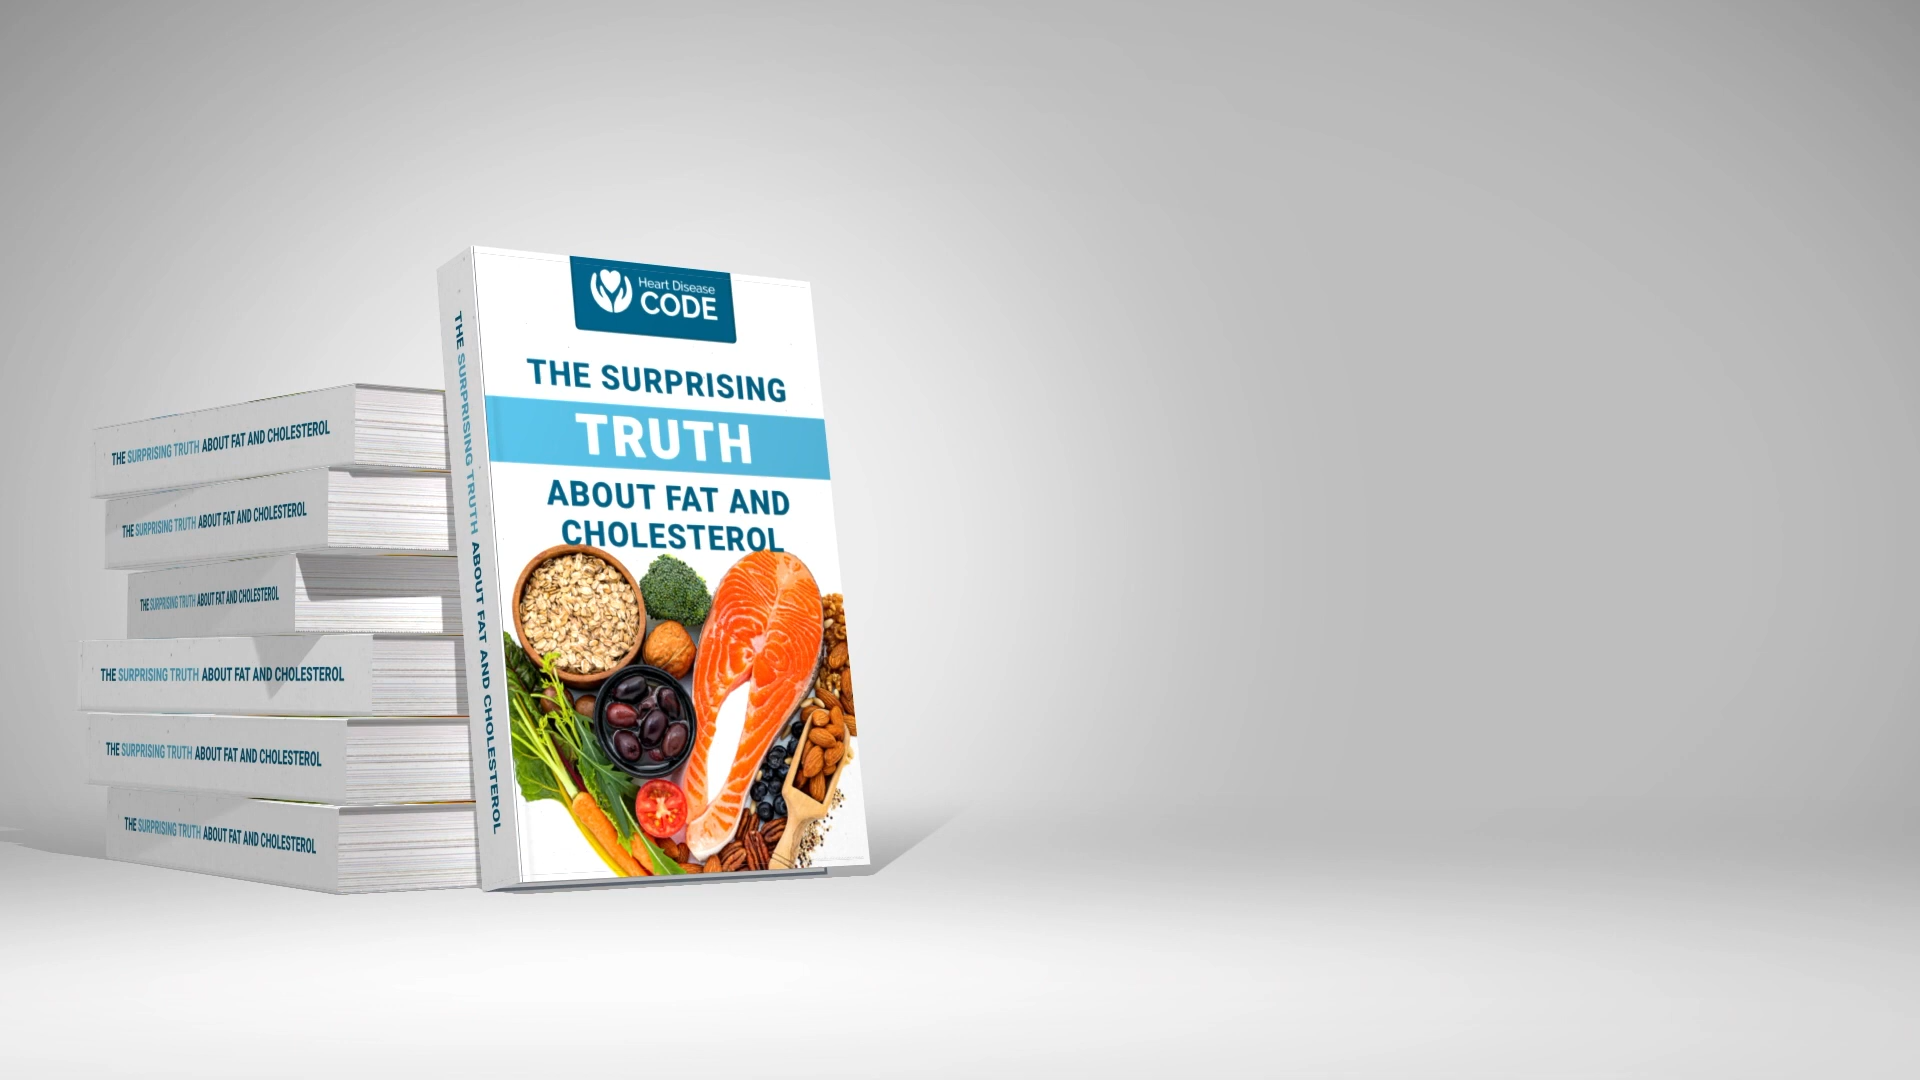 Heart Disease
CODE
THE SURPRISING
TRUTH
ABOUT FAT AND
CHOLESTEROL
THE SURPRISING TRUTH ABOUT FAT AND CHOLESTEROL
THE SURPRISING TRUTH ABOUT FAT AND CHOLESTEROL
THE SURPRISING TRUTH ABOUT FAT AND CHOLESTEROL
THE SURPRISING TRUTH ABOUT FAT AND CHOLESTEROL
THE SURPRISING TRUTH ABOUT FAT AND CHOLESTEROL
THE SURPRISING TRUTH ABOUT FAT AND CHOLESTEROL
THE SURPRISING TRUTH ABOUT FAT AND CHOLESTEROL